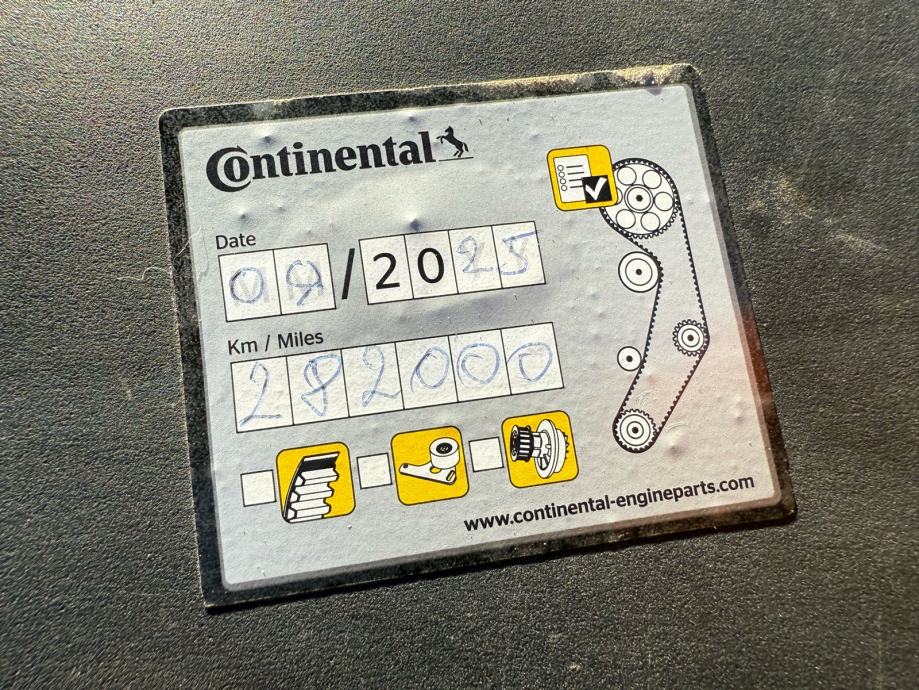 Continental
Date
09/2025
Km / Miles
282000
www.continental-engineparts.com